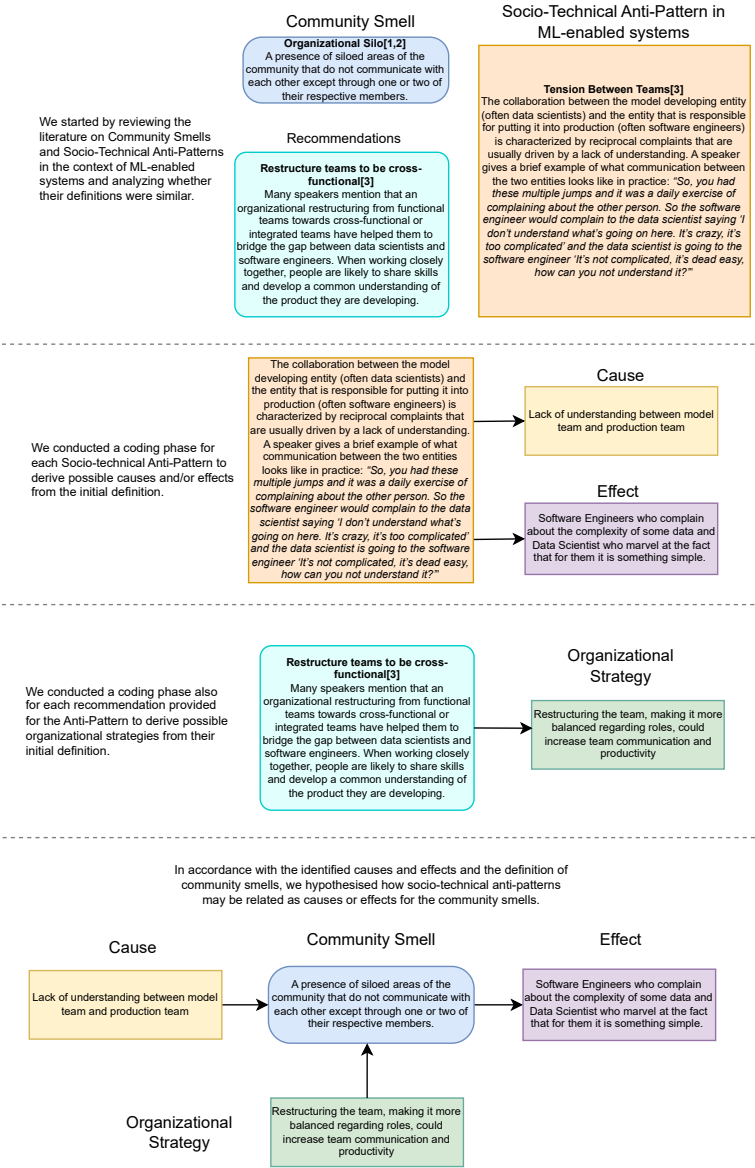 Community Smell
Organizational Silo[1,2]
A presence of siloed areas of the
community that do not communicate with
each other except through one or two of
their respective members.
Socio-Technical Anti-Pattern in
ML-enabled systems
Tension Between Teams[3]
The collaboration between the model developing entity
(often data scientists) and the entity that is responsible
for putting it into production (often software engineers)
is characterized by reciprocal complaints that are
usually driven by a lack of understanding. A speaker
gives a brief example of what communication between
the two entities looks like in practice: “So, you had
these multiple jumps and it was a daily exercise of
complaining about the other person. So the software
engineer would complain to the data scientist saying ‘I
don’t understand what’s going on here. It’s crazy, it’s
too complicated’ and the data scientist is going to the
software engineer ‘It’s not complicated, it’s dead easy,
how can you not understand it?’”
We started by reviewing the
literature on Community Smells
and Socio-Technical Anti-Patterns
in the context of ML-enabled
systems and analyzing whether
their definitions were similar.
Recommendations
Restructure teams to be cross-
functional[3]
Many speakers mention that an
organizational restructuring from functional
teams towards cross-functional or
integrated teams have helped them to
bridge the gap between data scientists and
software engineers. When working closely
together, people are likely to share skills
and develop a common understanding of
the product they are developing.
We conducted a coding phase for
each Socio-technical Anti-Pattern to
derive possible causes and/or effects
from the initial definition.
The collaboration between the model
developing entity (often data scientists) and
the entity that is responsible for putting it into
production (often software engineers) is
characterized by reciprocal complaints that
are usually driven by a lack of understanding.
A speaker gives a brief example of what
communication between the two entities
looks like in practice: “So, you had these
multiple jumps and it was a daily exercise of
complaining about the other person. So the
software engineer would complain to the data
scientist saying ‘I don’t understand what’s
going on here. It’s crazy, it’s too complicated’
and the data scientist is going to the software
engineer ‘It’s not complicated, it’s dead easy,
how can you not understand it?’”
Cause
Lack of understanding between model
team and production team
Effect
Software Engineers who complain
about the complexity of some data and
Data Scientist who marvel at the fact
that for them it is something simple.
We conducted a coding phase also
for each recommendation provided
for the Anti-Pattern to derive possible
organizational strategies from their
initial definition.
Restructure teams to be cross-
functional[3]
Many speakers mention that an
organizational restructuring from functional
teams towards cross-functional or
integrated teams have helped them to
bridge the gap between data scientists and
software engineers. When working closely
together, people are likely to share skills
and develop a common understanding of
the product they are developing.
Organizational
Strategy
Restructuring the team, making it more
balanced regarding roles, could
increase team communication and
productivity
In accordance with the identified causes and effects and the definition of
community smells, we hypothesised how socio-technical anti-patterns
may be related as causes or effects for the community smells.
Cause
Lack of understanding between model
team and production team
Community Smell
A presence of siloed areas of the
community that do not communicate with
each other except through one or two of
their respective members.
Effect
Software Engineers who complain
about the complexity of some data and
Data Scientist who marvel at the fact
that for them it is something simple.
Organizational
Strategy
Restructuring the team, making it more
balanced regarding roles, could
increase team communication and
productivity